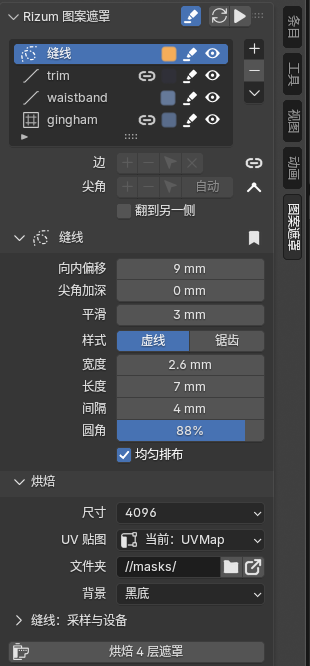 Rizum 图案遮罩
条目
缝线
trim
工具
waistband
gingham
视图
边
动画
尖角 自动
翻到另一侧
图案遮罩
缝线
向内偏移 9 mm
尖角加深 0 mm
平滑 3 mm
样式 虚线 锯齿
宽度 2.6 mm
长度 7 mm
间隔 4 mm
圆角 88%
均匀排布
烘焙
尺寸 4096
UV 贴图 当前：UVMap
文件夹 //masks/
背景 黑底
缝线：采样与设备
烘焙 4 层遮罩